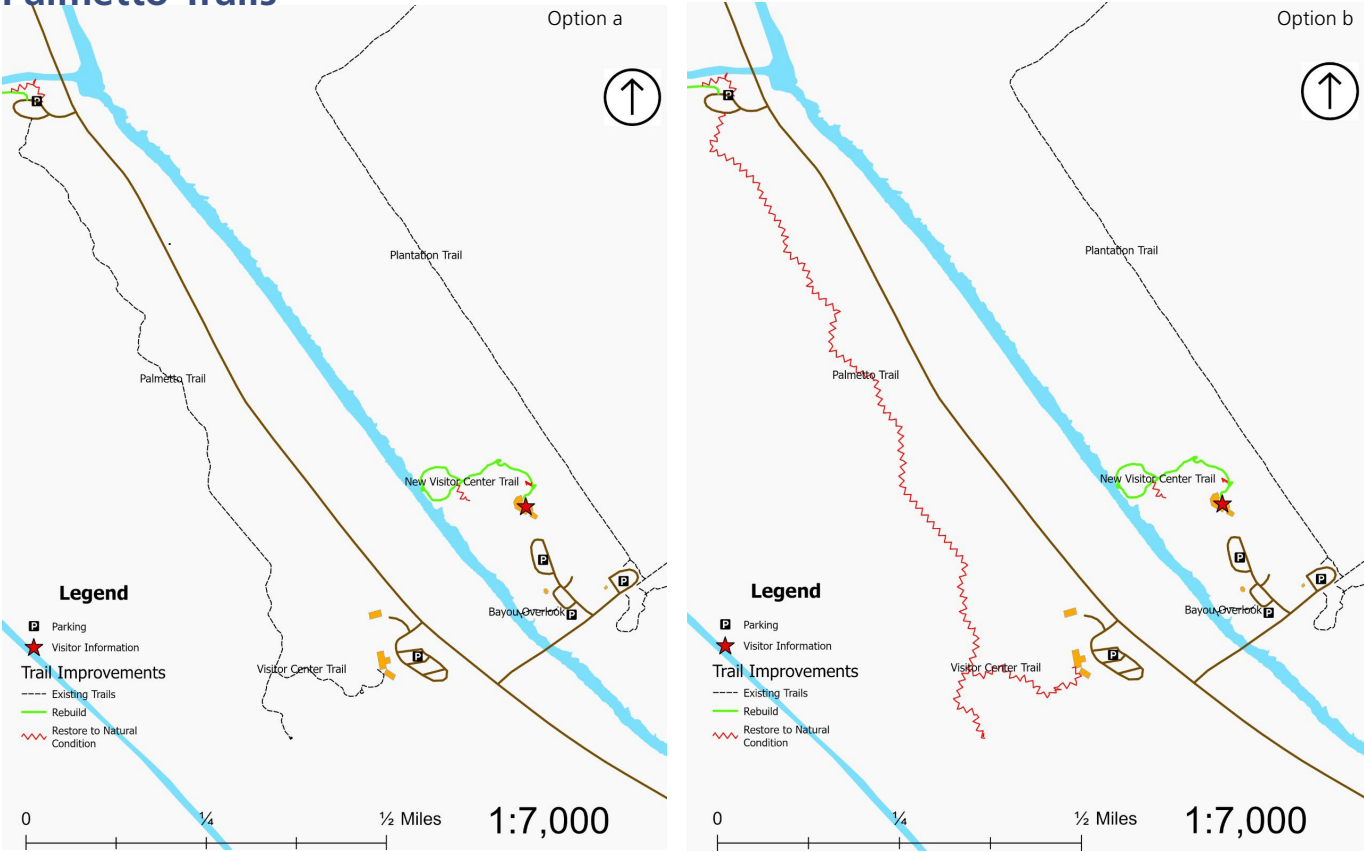 Palmetto Trails
Option a
Plantation Trail
Palmetto Trail
New Visitor Center Trail
P
P
P
P
P
Bayou Overlook
Visitor Center Trail
Legend
P Parking
Visitor Information
Trail Improvements
Existing Trails
Rebuild
Restore to Natural
Condition
0 ¼ ½ Miles
1:7,000
Option b
Plantation Trail
Palmetto Trail
New Visitor Center Trail
P
P
P
P
P
Bayou Overlook
Visitor Center Trail
Legend
P Parking
Visitor Information
Trail Improvements
Existing Trails
Rebuild
Restore to Natural
Condition
0 ¼ ½ Miles
1:7,000